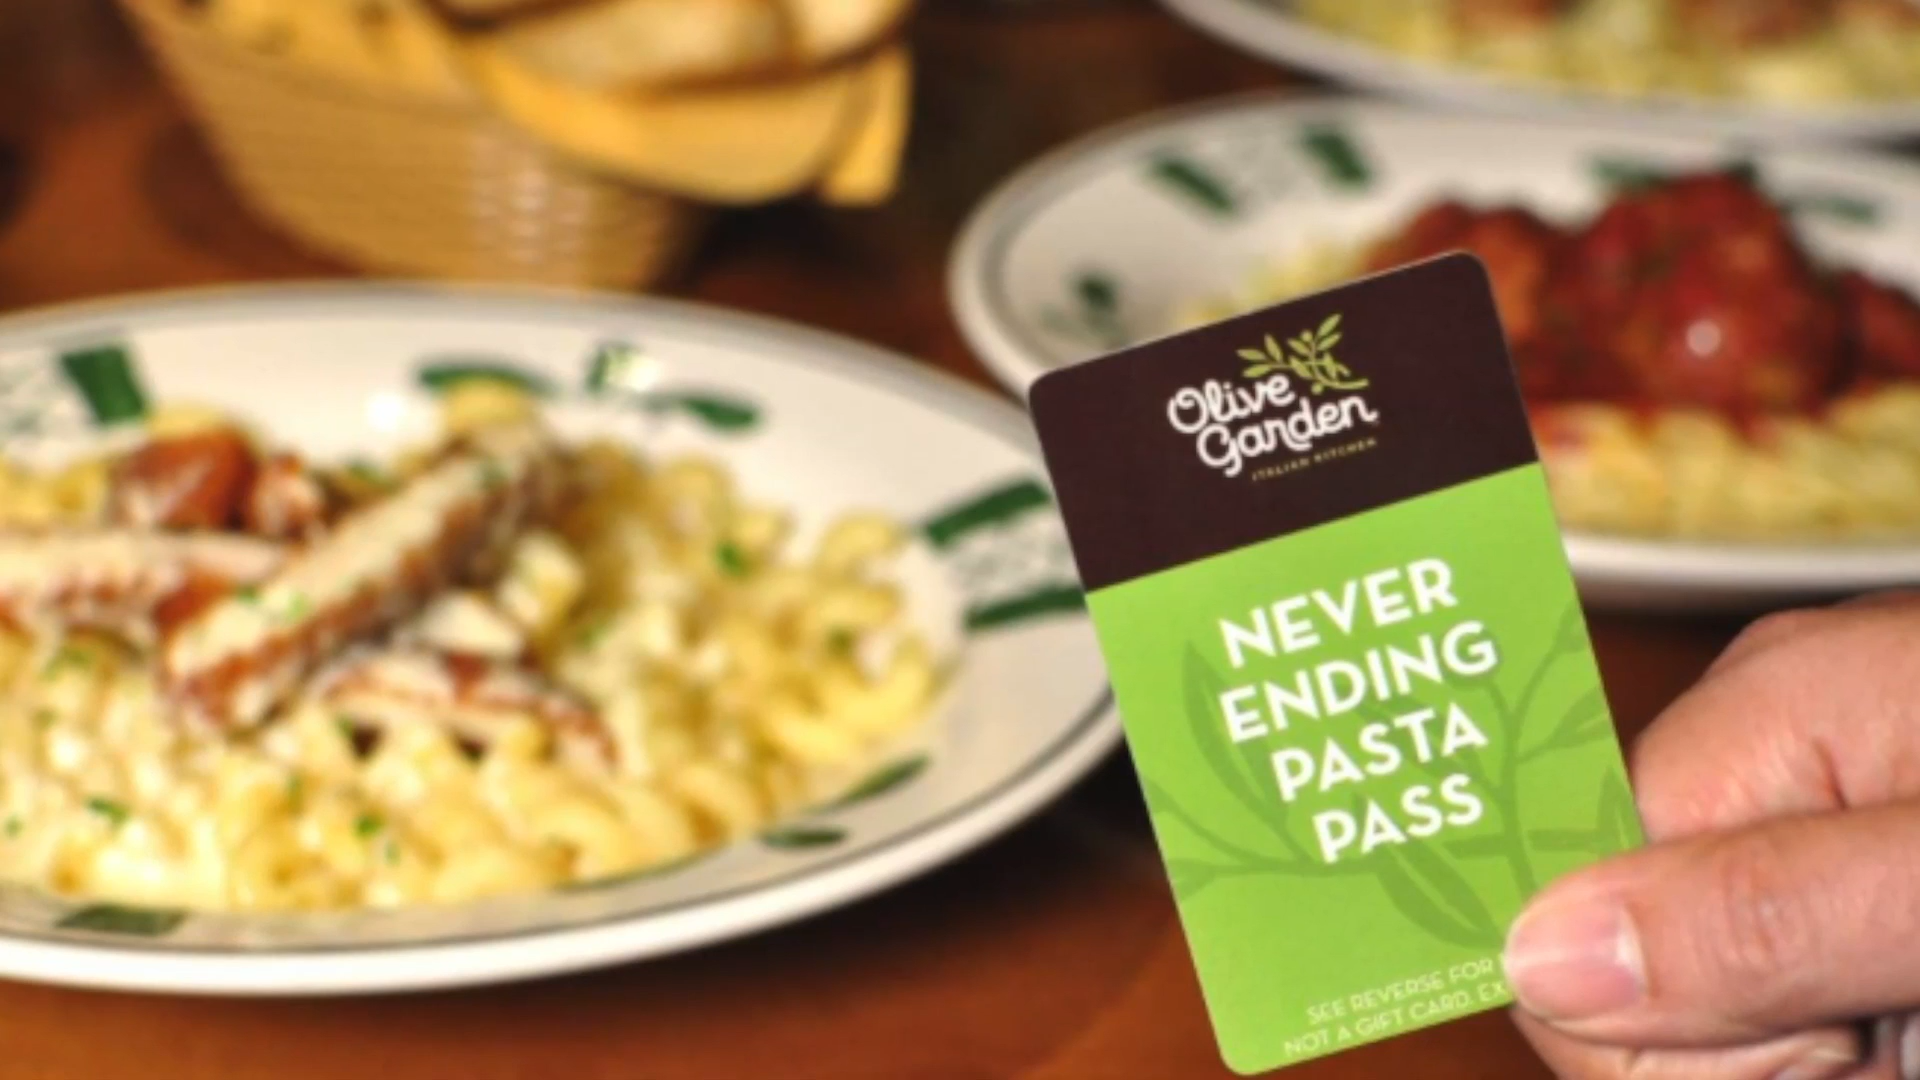 Olive
Garden
ITALIAN KITCHEN
NEVER
ENDING
PASTA
PASS
SEE REVERSE FOR
NOT A GIFT CARD. EX